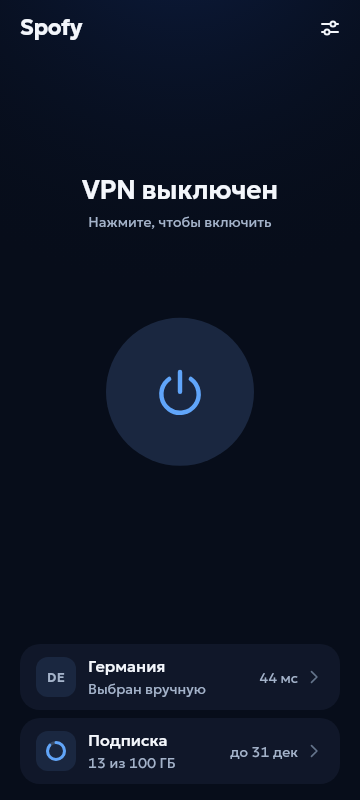 Spofy
VPN выключен
Нажмите, чтобы включить
DE
Германия
Выбран вручную
44 мс
Подписка
13 из 100 ГБ
до 31 дек